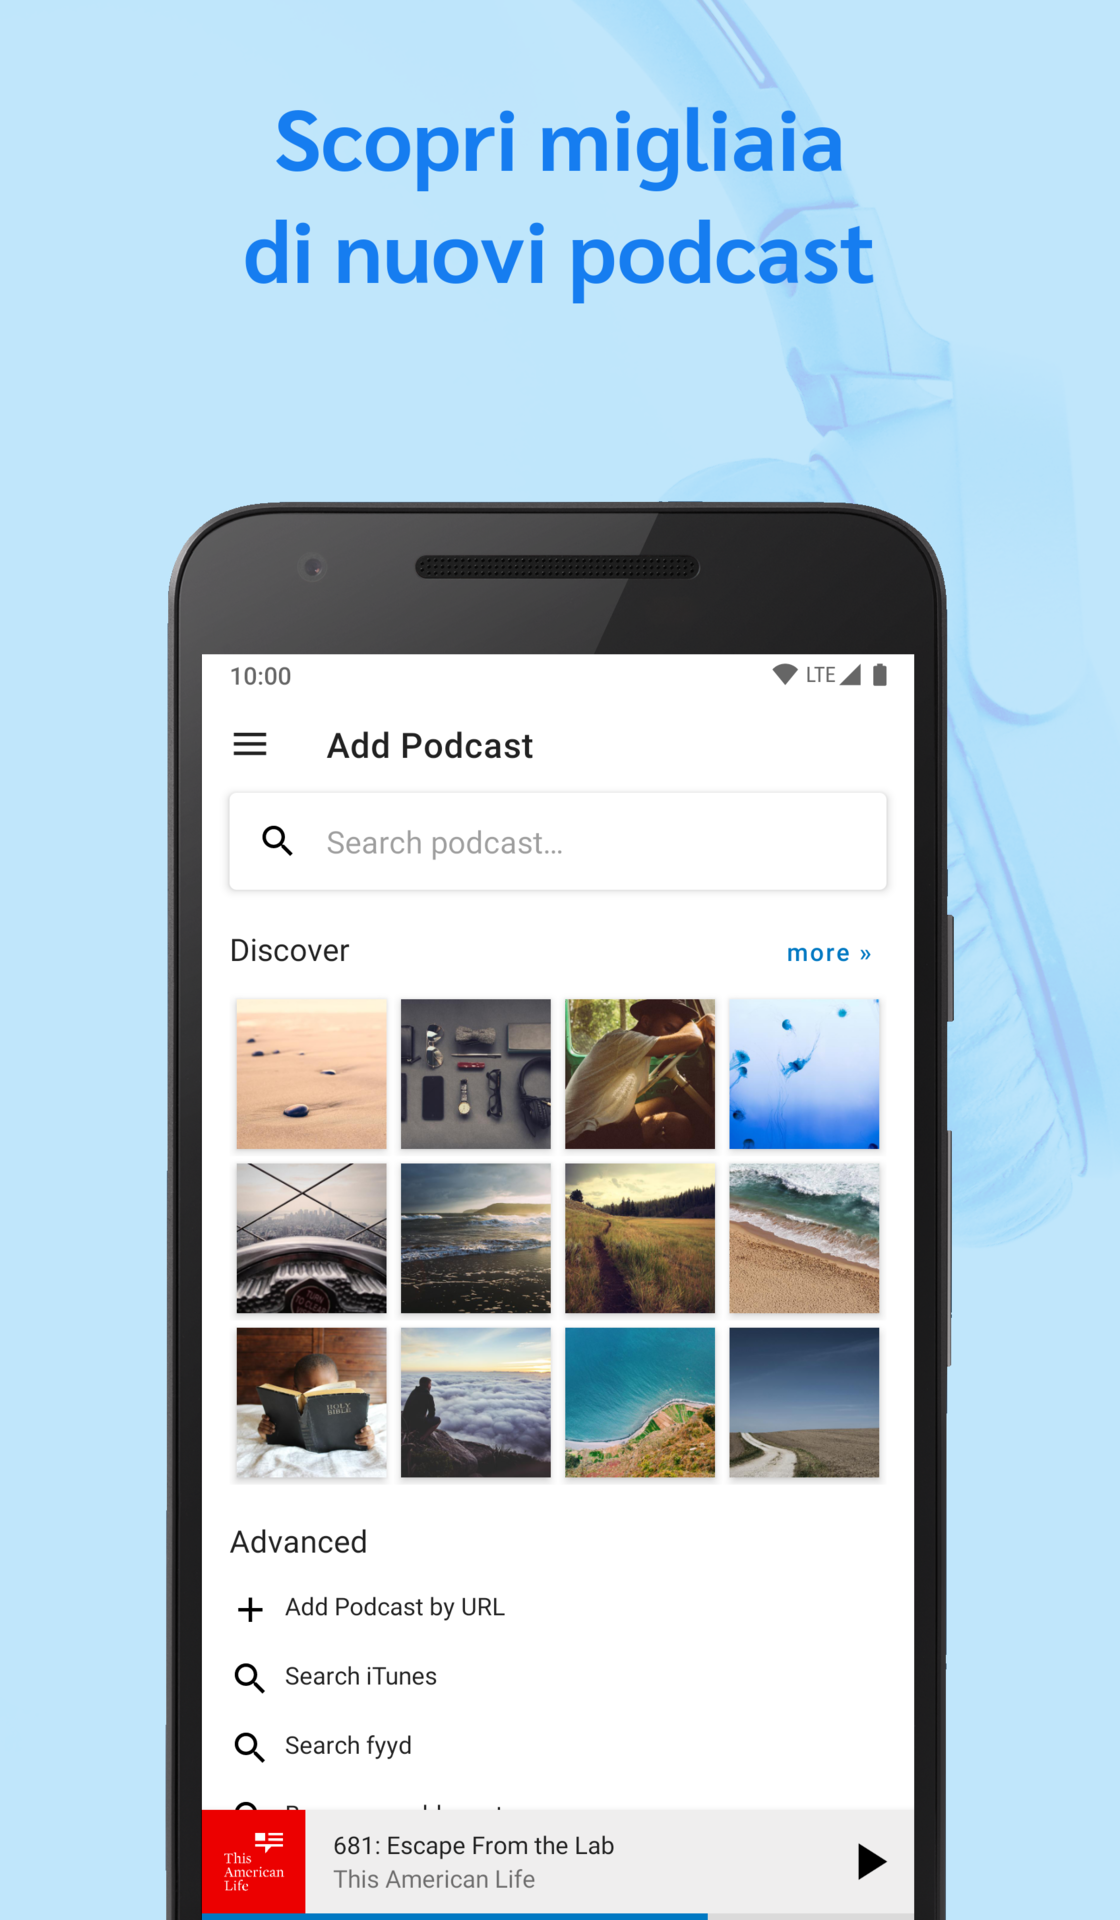 Scopri migliaia
di nuovi podcast
10:00
LTE
Add Podcast
Search podcast...
Discover
more »
HOLY
BIBLE
Advanced
Add Podcast by URL
Search iTunes
Search fyyd
681: Escape From the Lab
This American Life
This
American
Life